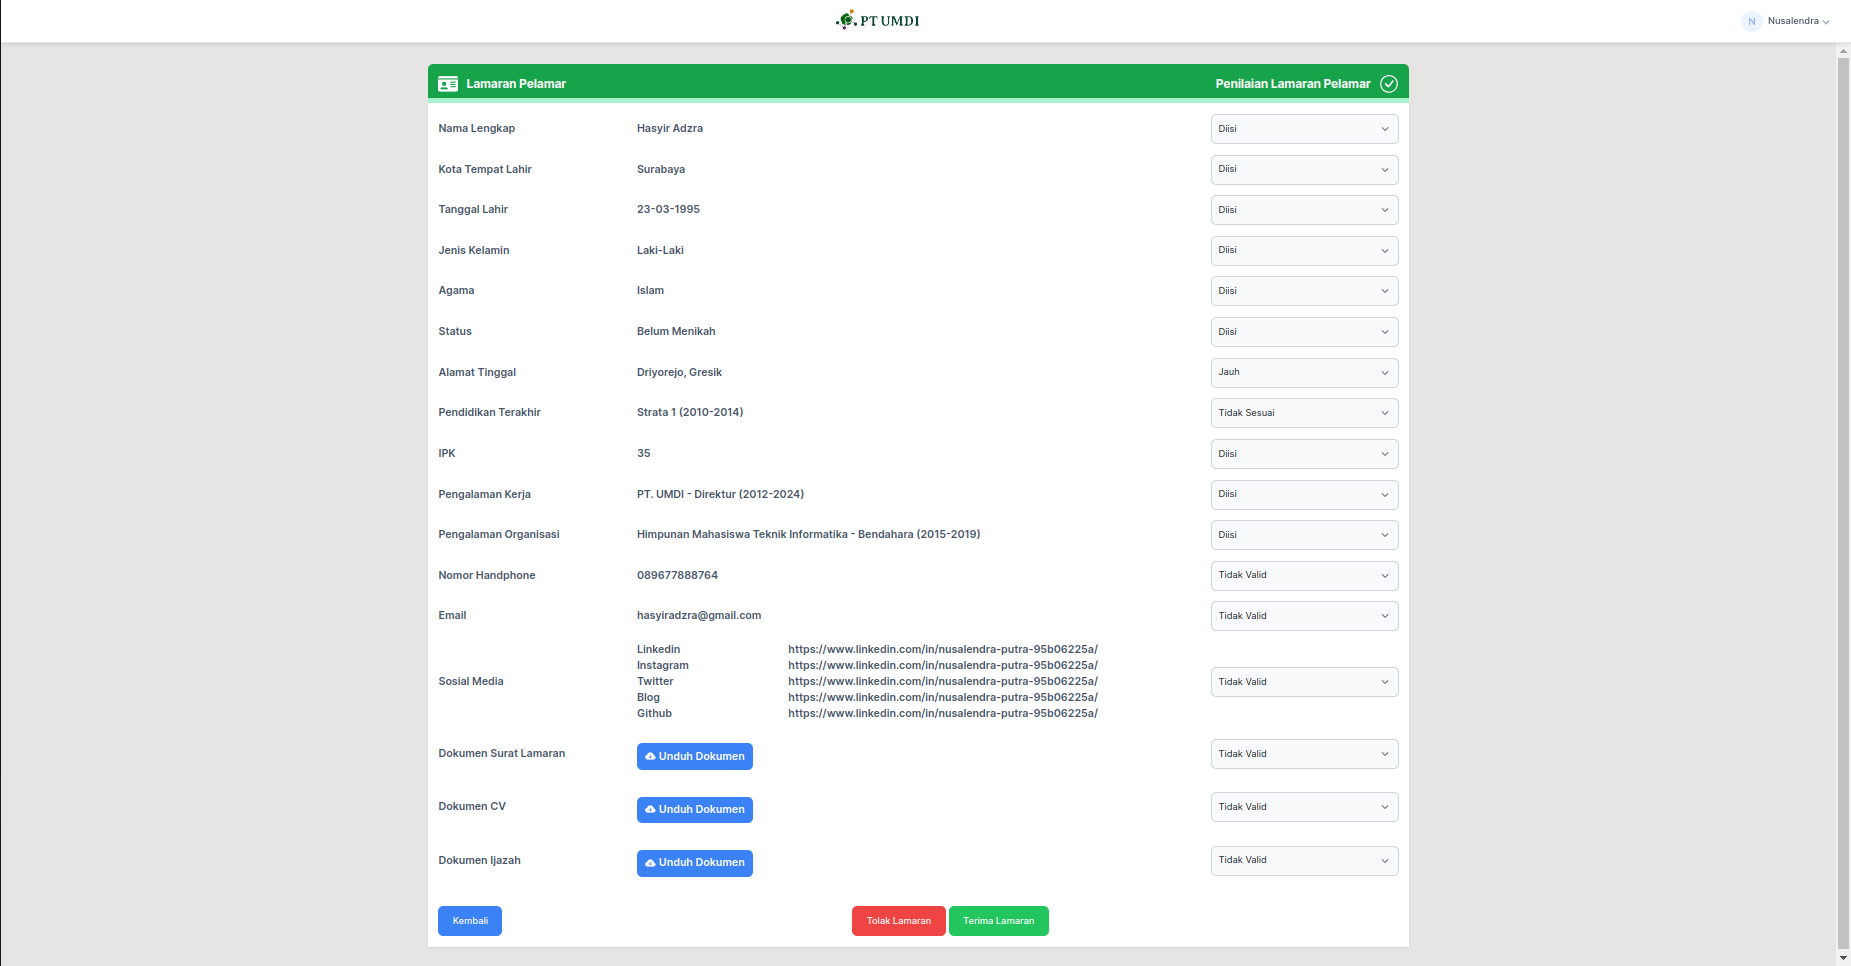 PT UMDI
N Nusalendra
Lamaran Pelamar Penilaian Lamaran Pelamar
Nama Lengkap Hasyir Adzra Diisi
Kota Tempat Lahir Surabaya Diisi
Tanggal Lahir 23-03-1995 Diisi
Jenis Kelamin Laki-Laki Diisi
Agama Islam Diisi
Status Belum Menikah Diisi
Alamat Tinggal Driyorejo, Gresik Jauh
Pendidikan Terakhir Strata 1 (2010-2014) Tidak Sesuai
IPK 35 Diisi
Pengalaman Kerja PT. UMDI - Direktur (2012-2024) Diisi
Pengalaman Organisasi Himpunan Mahasiswa Teknik Informatika - Bendahara (2015-2019) Diisi
Nomor Handphone 089677888764 Tidak Valid
Email hasyiradzra@gmail.com Tidak Valid
Linkedin https://www.linkedin.com/in/nusalendra-putra-95b06225a/
Instagram https://www.linkedin.com/in/nusalendra-putra-95b06225a/
Sosial Media Twitter https://www.linkedin.com/in/nusalendra-putra-95b06225a/ Tidak Valid
Blog https://www.linkedin.com/in/nusalendra-putra-95b06225a/
Github https://www.linkedin.com/in/nusalendra-putra-95b06225a/
Dokumen Surat Lamaran Unduh Dokumen Tidak Valid
Dokumen CV Unduh Dokumen Tidak Valid
Dokumen Ijazah Unduh Dokumen Tidak Valid
Kembali Tolak Lamaran Terima Lamaran